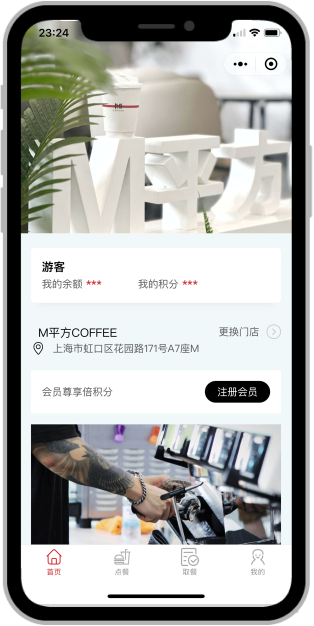 23:24
M平方
游客
我的余额 ***
我的积分 ***
M平方COFFEE
更换门店
上海市虹口区花园路171号A7座M
会员尊享倍积分
注册会员
首页
点餐
取餐
我的